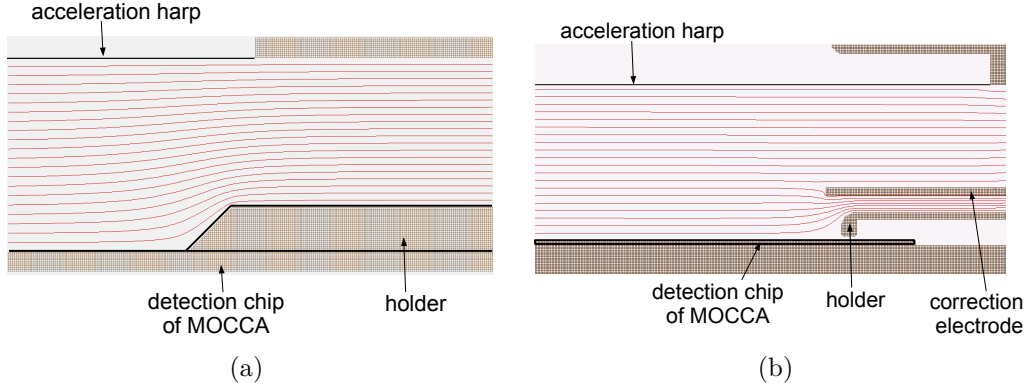 acceleration harp
detection chip
of MOCCA
holder
(a)
acceleration harp
detection chip
of MOCCA
holder
correction
electrode
(b)